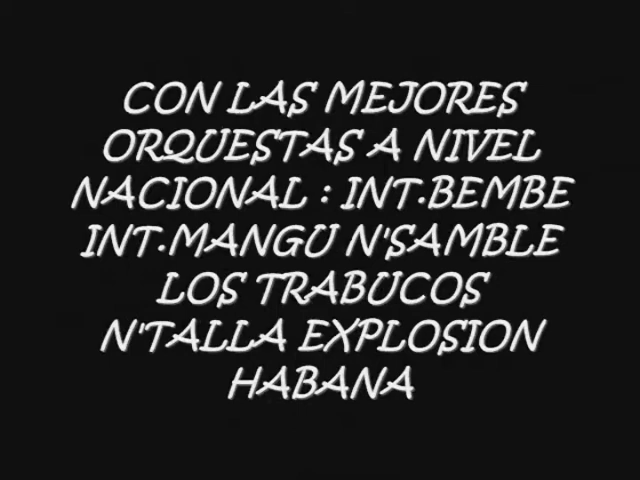 CON LAS MEJORES
ORQUESTAS A NIVEL
NACIONAL : INT.BEMBE
INT.MANGU N'SAMBLE
LOS TRABUCOS
N'TALLA EXPLOSION
HABANA